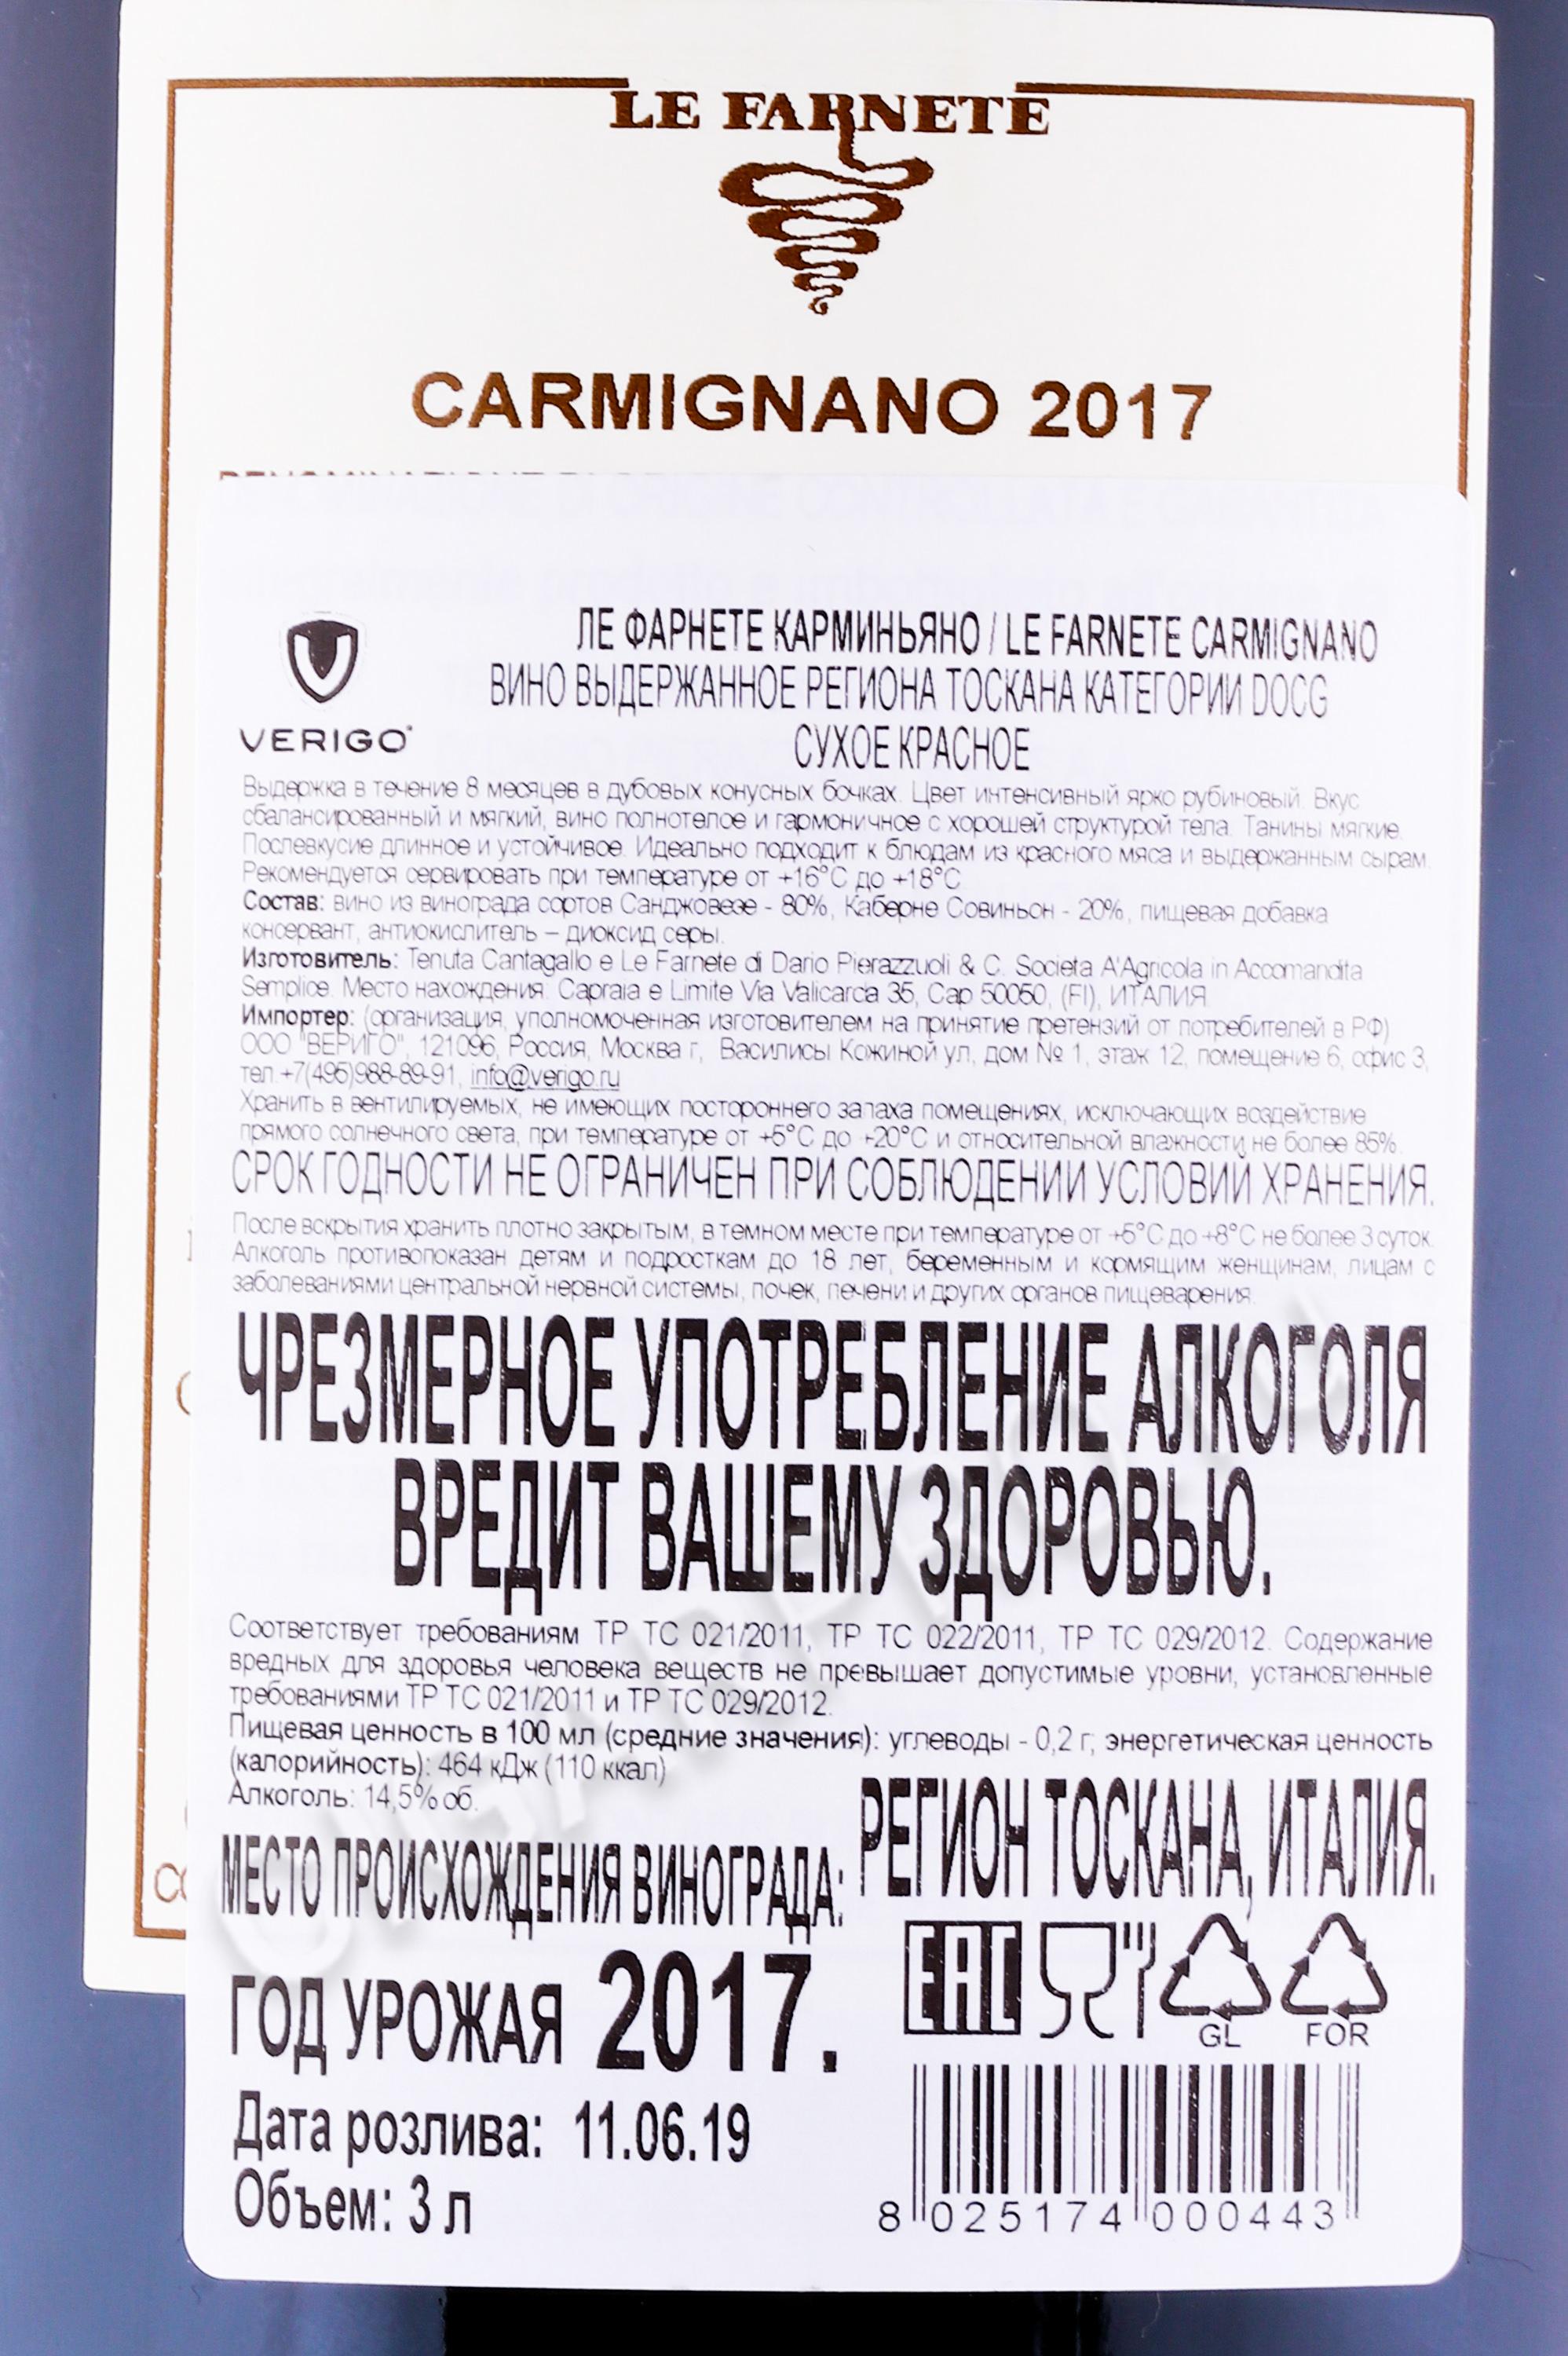 LE FARNETE
CARMIGNANO 2017
VERIGO
ЛЕ ФАРНЕТЕ КАРМИНЬЯНО / LE FARNETE CARMIGNANO
ВИНО ВЫДЕРЖАННОЕ РЕГИОНА ТОСКАНА КАТЕГОРИИ DOCG
СУХОЕ КРАСНОЕ
Выдержка в течение 8 месяцев в дубовых конусных бочках. Цвет интенсивный ярко рубиновый. Вкус
сбалансированный и мягкий, вино полнотелое и гармоничное с хорошей структурой тела. Танины мягкие.
Послевкусие длинное и устойчивое. Идеально подходит к блюдам из красного мяса и выдержанным сырам.
Рекомендуется сервировать при температуре от +16°С до +18°С
Состав: вино из винограда сортов Санджовезе - 80%, Каберне Совиньон - 20%, пищевая добавка
консервант, антиокислитель – диоксид серы.
Изготовитель: Tenuta Cantagallo e Le Farnete di Dario Pierazzuoli & C. Societa A'Agricola in Accomandita
Semplice. Место нахождения: Capraia e Limite Via Valicarda 35, Cap 50050, (FI), ИТАЛИЯ
Импортер: (организация, уполномоченная изготовителем на принятие претензий от потребителей в РФ)
ООО "ВЕРИГО", 121096, Россия, Москва г, Василисы Кожиной ул, дом № 1, этаж 12, помещение 6, офис 3,
тел.+7(495)988-89-91, info@verigo.ru
Хранить в вентилируемых, не имеющих постороннего запаха помещениях, исключающих воздействие
прямого солнечного света, при температуре от +5°С до +20°С и относительной влажности не более 85%.
СРОК ГОДНОСТИ НЕ ОГРАНИЧЕН ПРИ СОБЛЮДЕНИИ УСЛОВИЙ ХРАНЕНИЯ.
После вскрытия хранить плотно закрытым, в темном месте при температуре от +5°С до +8°С не более 3 суток.
Алкоголь противопоказан детям и подросткам до 18 лет, беременным и кормящим женщинам, лицам с
заболеваниями центральной нервной системы, почек, печени и других органов пищеварения.
ЧРЕЗМЕРНОЕ УПОТРЕБЛЕНИЕ АЛКОГОЛЯ
ВРЕДИТ ВАШЕМУ ЗДОРОВЬЮ.
Соответствует требованиям ТР ТС 021/2011, ТР ТС 022/2011, ТР ТС 029/2012. Содержание
вредных для здоровья человека веществ не превышает допустимые уровни, установленные
требованиями ТР ТС 021/2011 и ТР ТС 029/2012.
Пищевая ценность в 100 мл (средние значения): углеводы - 0,2 г; энергетическая ценность
(калорийность): 464 кДж (110 ккал)
Алкоголь: 14,5% об.
МЕСТО ПРОИСХОЖДЕНИЯ ВИНОГРАДА: РЕГИОН ТОСКАНА, ИТАЛИЯ.
ГОД УРОЖАЯ 2017.
EAC
GL FOR
Дата розлива: 11.06.19
Объем: 3 л
8 025174 000443